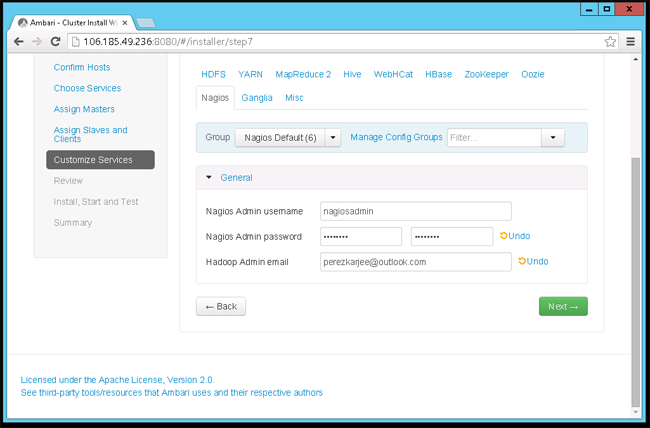 Ambari - Cluster Install W
106.185.49.236:8080/#/installer/step7
Confirm Hosts
Choose Services
Assign Masters
Assign Slaves and
Clients
Customize Services
Review
Install, Start and Test
Summary
HDFS YARN MapReduce 2 Hive WebHCat HBase ZooKeeper Oozie
Nagios Ganglia Misc
Group Nagios Default (6) Manage Config Groups Filter...
General
Nagios Admin username nagiosadmin
Nagios Admin password •••••••• •••••••• Undo
Hadoop Admin email perezkarjee@outlook.com Undo
← Back Next →
Licensed under the Apache License, Version 2.0.
See third-party tools/resources that Ambari uses and their respective authors